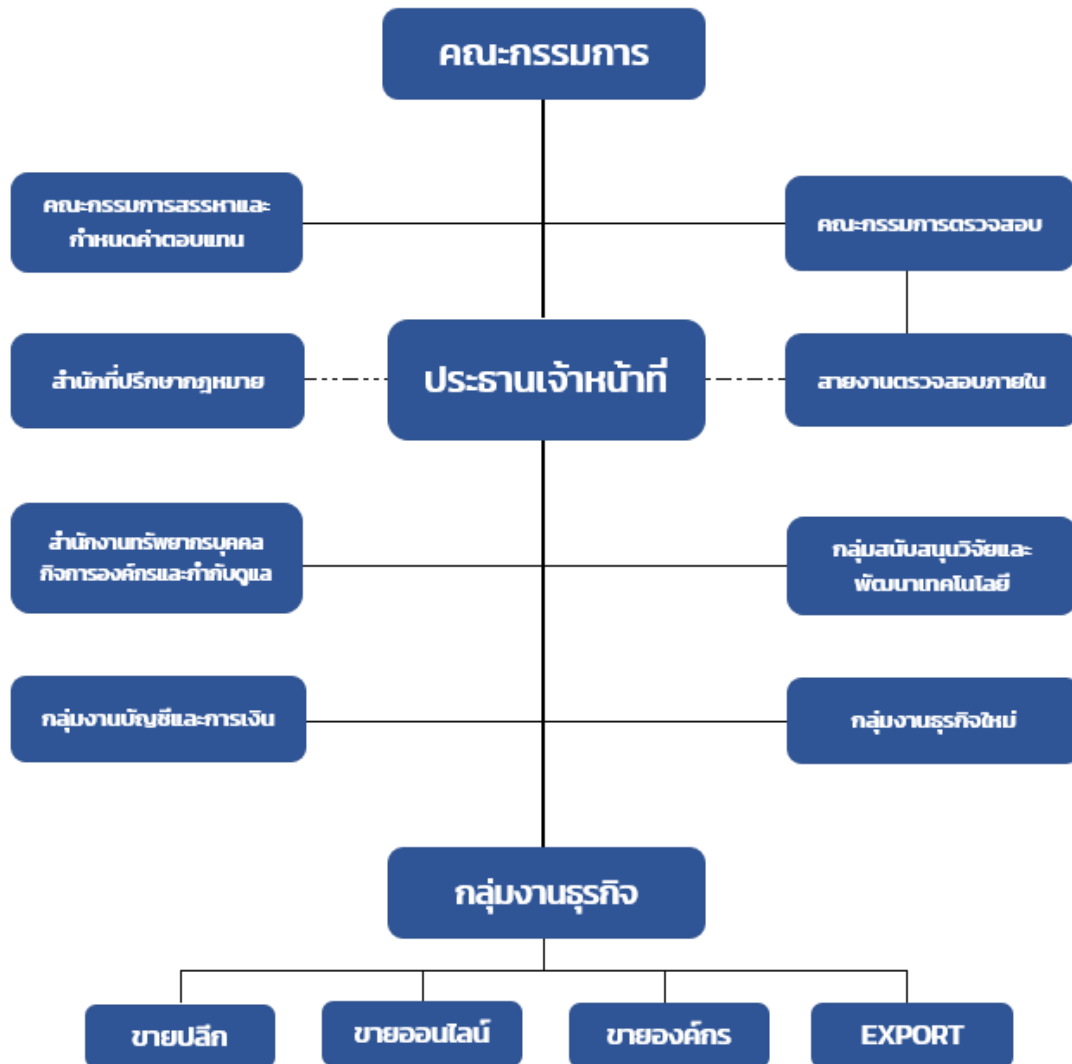 คณะกรรมการ
คณะกรรมการสรรหาและ
กำหนดค่าตอบแทน
คณะกรรมการตรวจสอบ
สำนักที่ปรึกษากฎหมาย
ประธานเจ้าหน้าที่
สายงานตรวจสอบภายใน
สำนักงานทรัพยากรบุคคล
กิจการองค์กรและกำกับดูแล
กลุ่มสนับสนุนวิจัยและ
พัฒนาเทคโนโลยี
กลุ่มงานบัญชีและการเงิน
กลุ่มงานธุรกิจใหม่
กลุ่มงานธุรกิจ
ขายปลีก
ขายออนไลน์
ขายองค์กร
EXPORT